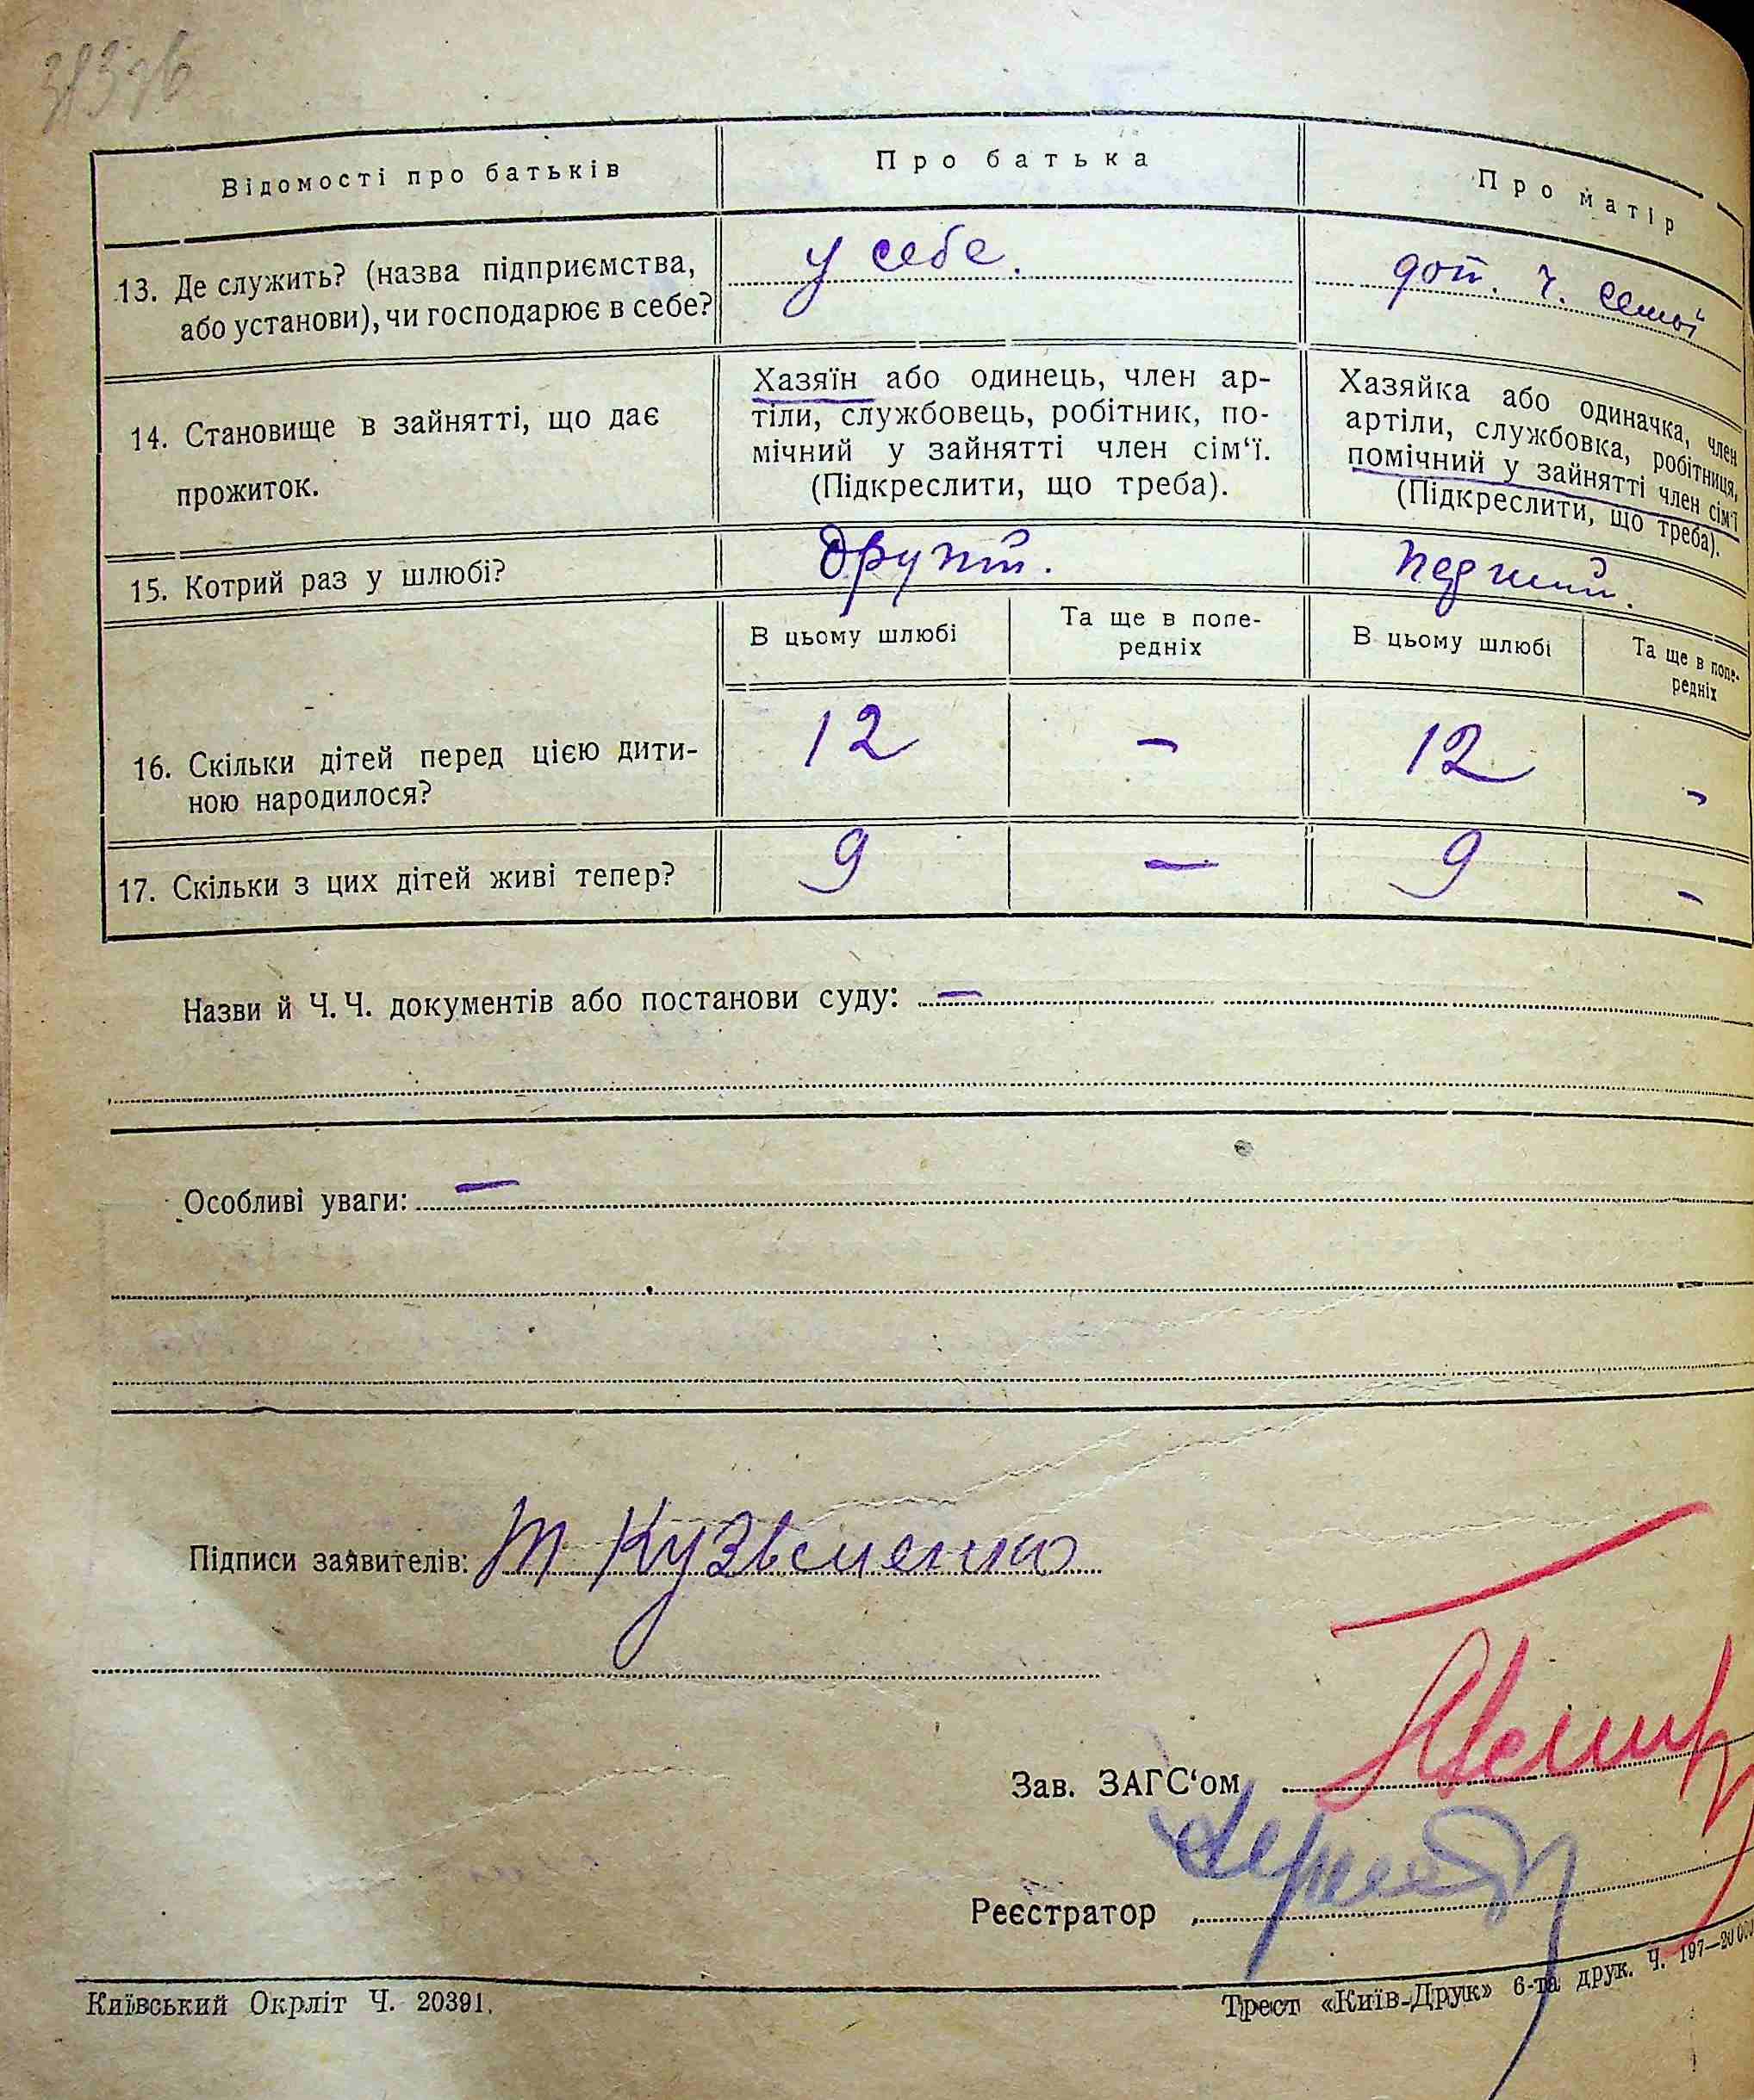 Відомості про батьків
Про батька
Про матір
13. Де служить? (назва підприємства,
або установи), чи господарює в себе?
у себе.
доп. ч. семьї
14. Становище в зайнятті, що дає
прожиток.
Хазяїн або одинець, член ар-
тіли, службовець, робітник, по-
мічний у зайнятті член сім‘ї.
(Підкреслити, що треба).
Хазяйка або одиначка, член
артіли, службовка, робітниця,
помічний у зайнятті член сім‘ї
(Підкреслити, що треба).
15. Котрий раз у шлюбі?
другий.
перший.
В цьому шлюбі
Та ще в попе-
редніх
В цьому шлюбі
Та ще в попе-
редніх
16. Скільки дітей перед цією дити-
ною народилося?
12 – 12 –
17. Скільки з цих дітей живі тепер?
9 — 9 –
Назви й Ч. Ч. документів або постанови суду: —
Особливі уваги: —
Підписи заявителів: Т Кузьменко
Зав. ЗАГС‘ом
Реєстратор
Київський Окрліт Ч. 20391.
Трест «Київ-Друк» 6-та друк. Ч. 197—20 000